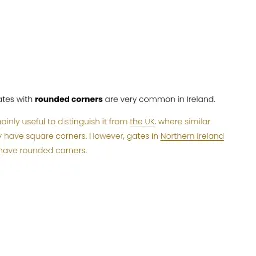 ates with rounded corners are very common in Ireland.
ainly useful to distinguish it from the UK, where similar
y have square corners. However, gates in Northern Ireland
have rounded corners.